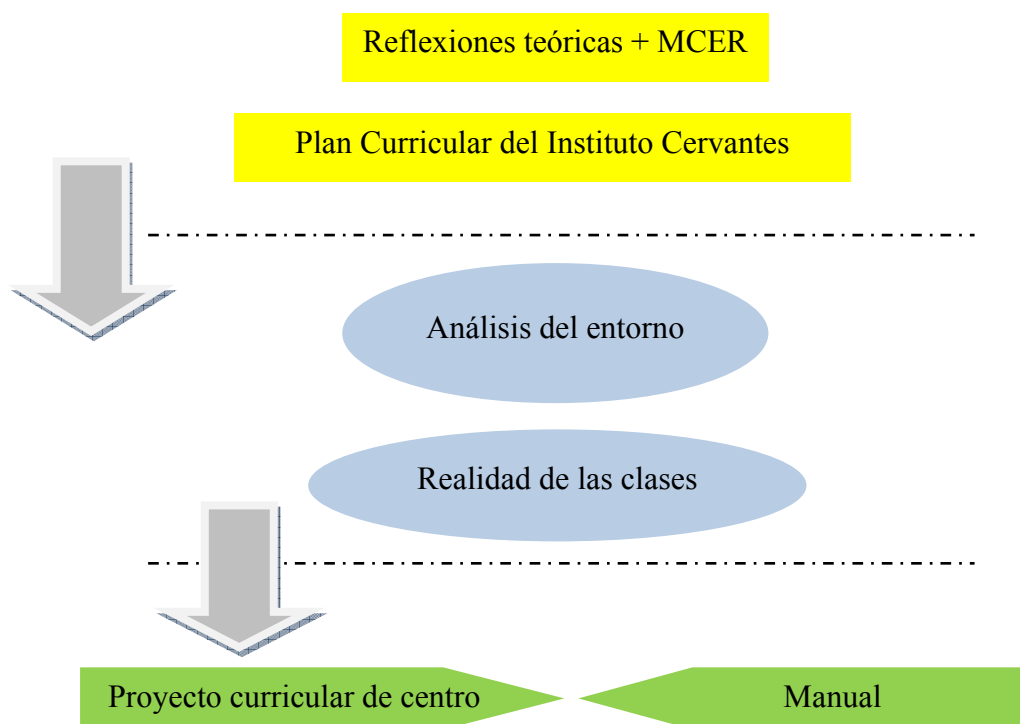 Reflexiones teóricas + MCER
Plan Curricular del Instituto Cervantes
Análisis del entorno
Realidad de las clases
Proyecto curricular de centro
Manual